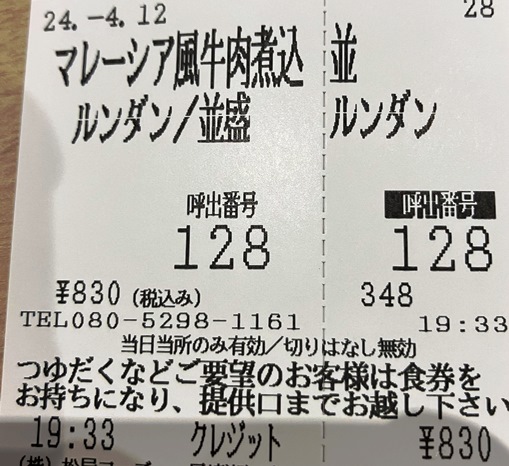 24.-4.12 28
マレーシア風牛肉煮込 並
ルンダン/並盛 ルンダン
呼出番号 呼出番号
128 128
¥830 (税込み) 348
TEL080-5298-1161 19:33
当日当所のみ有効/切りはなし無効
つゆだくなどご要望のお客様は食券を
お持ちになり、提供口までお越し下さい
19:33 クレジット ¥830